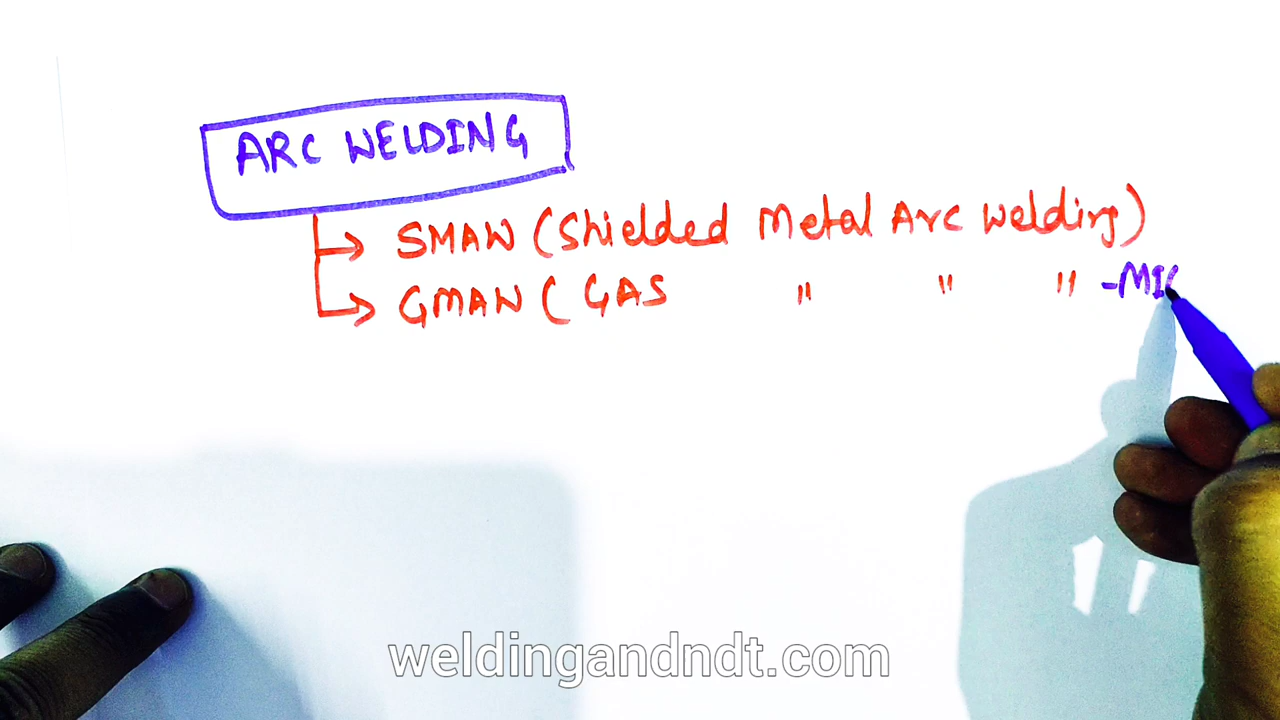 ARC WELDING
SMAW (Shielded Metal Arc Welding)
GMAW ( GAS " " " -MI
weldingandndt.com